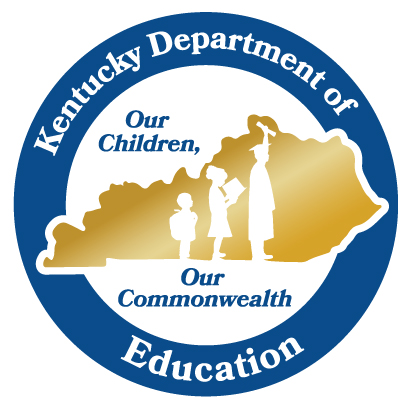 Kentucky Department of
Our
Children,
Our
Commonwealth
Education